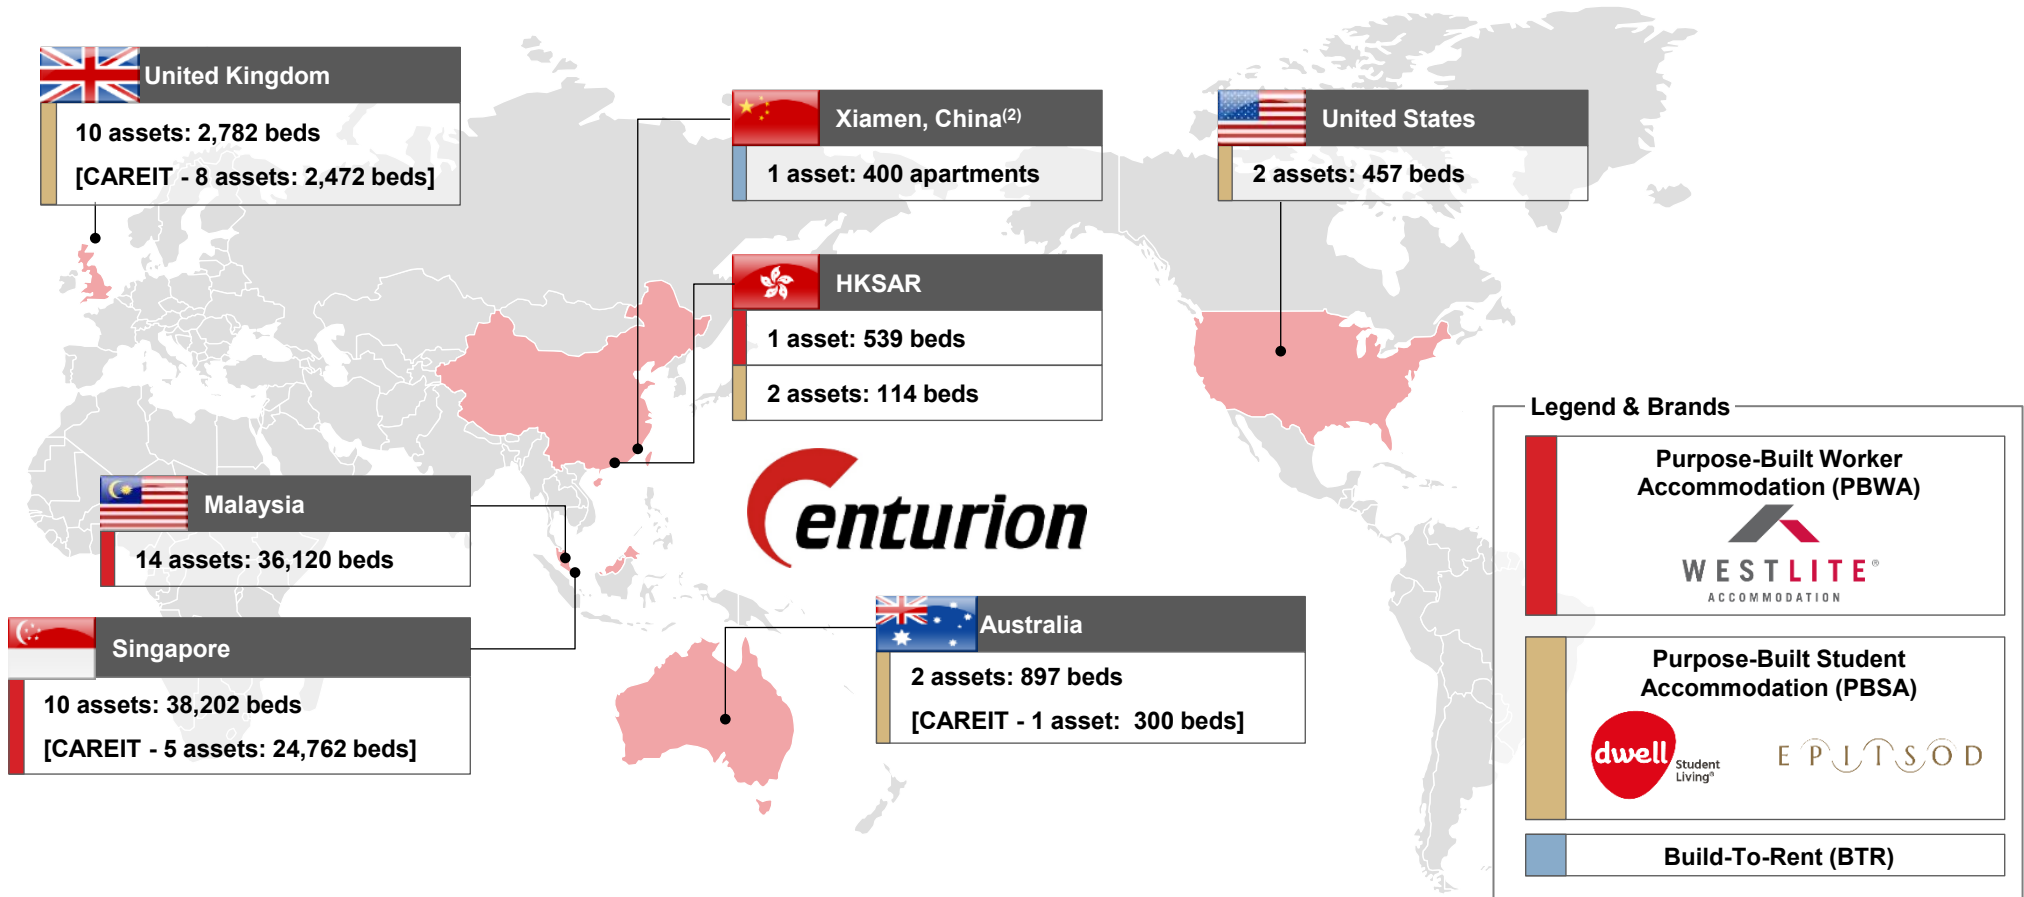 United Kingdom
10 assets: 2,782 beds
[CAREIT - 8 assets: 2,472 beds]
Xiamen, China(2)
1 asset: 400 apartments
United States
2 assets: 457 beds
HKSAR
1 asset: 539 beds
2 assets: 114 beds
Malaysia
14 assets: 36,120 beds
Singapore
10 assets: 38,202 beds
[CAREIT - 5 assets: 24,762 beds]
Centurion
Australia
2 assets: 897 beds
[CAREIT - 1 asset:  300 beds]
Legend & Brands
Purpose-Built Worker
Accommodation (PBWA)
WESTLITE®
ACCOMMODATION
Purpose-Built Student
Accommodation (PBSA)
dwell
Student
Living®
EPIISOD
Build-To-Rent (BTR)